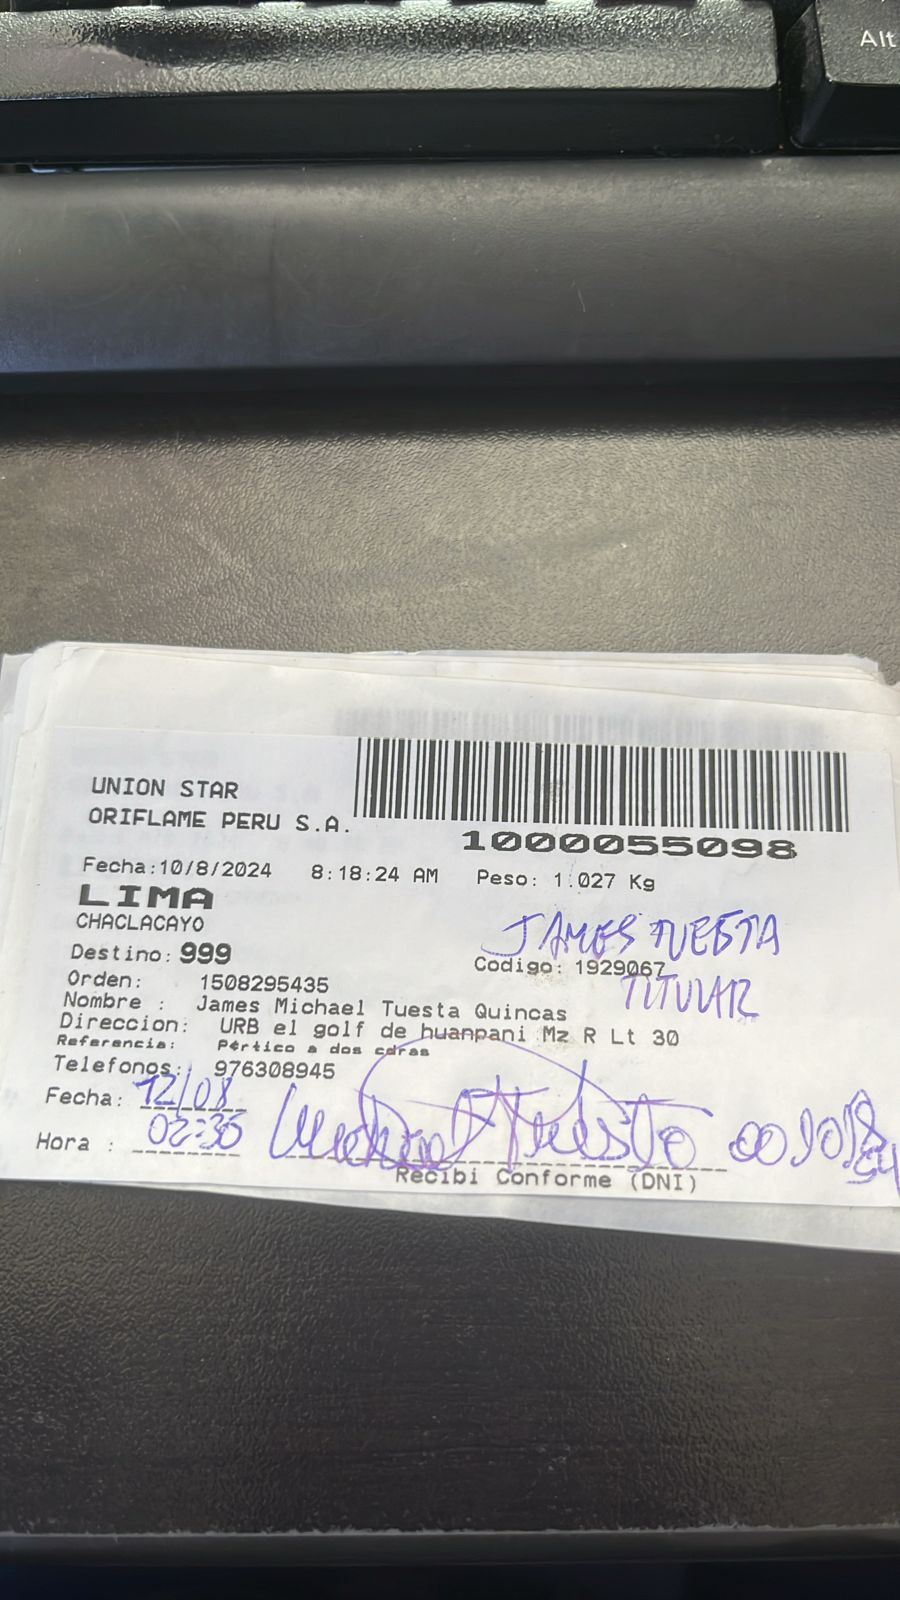 Alt
UNION STAR
ORIFLAME PERU S.A.
1000055098
Fecha:10/8/2024 8:18:24 AM Peso: 1.027 Kg
LIMA
CHACLACAYO
JAMES TUESTA
Destino: 999
Codigo: 1929067
TITULAR
Orden: 1508295435
Nombre : James Michael Tuesta Quincas
Direccion: URB el golf de huanpani Mz R Lt 30
Referencia: Pértico a dos cdras
Telefonos: 976308945
Fecha: 12/08
Hora : 02:36
Recibi Conforme (DNI)